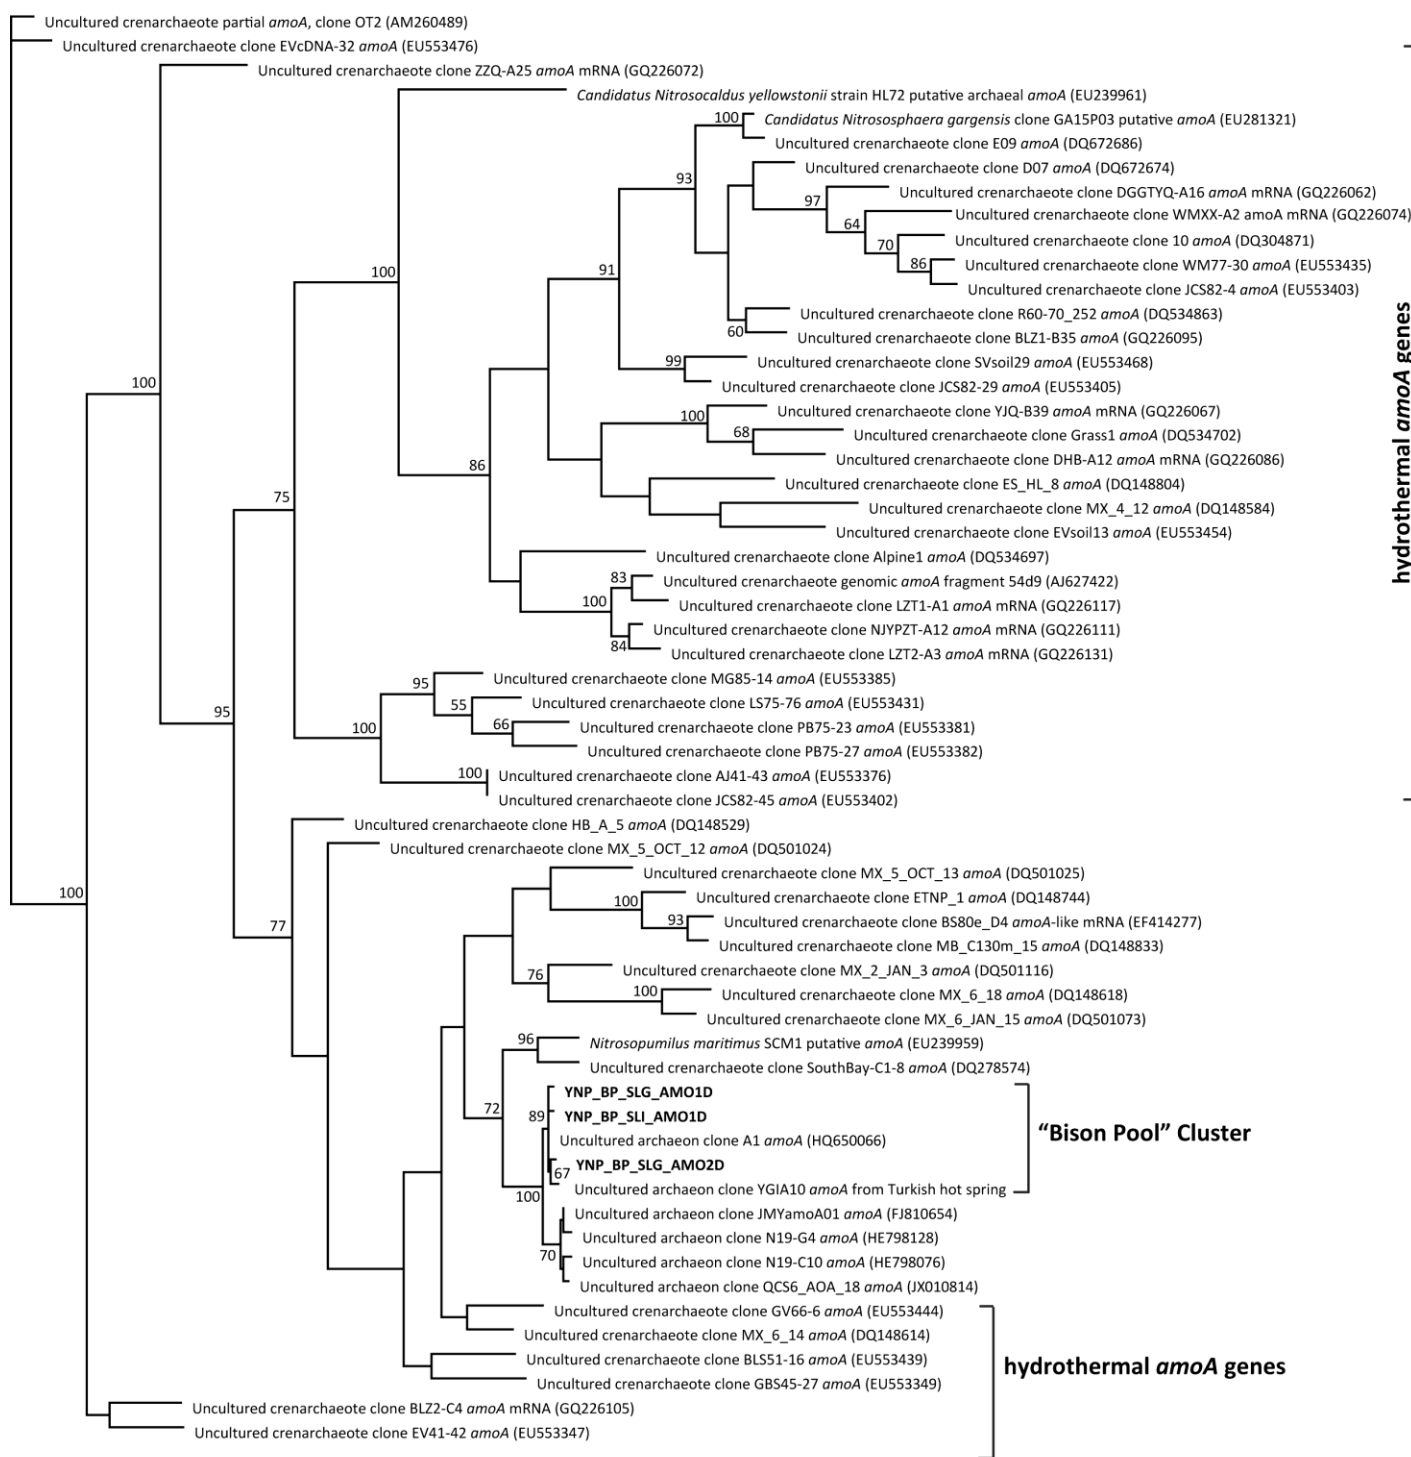 Uncultured crenarchaeote partial amoA, clone OT2 (AM260489)
Uncultured crenarchaeote clone EVcDNA-32 amoA (EU553476)
Uncultured crenarchaeote clone ZZQ-A25 amoA mRNA (GQ226072)
Candidatus Nitrosocaldus yellowstonii strain HL72 putative archaeal amoA (EU239961)
100 Candidatus Nitrososphaera gargensis clone GA15P03 putative amoA (EU281321)
Uncultured crenarchaeote clone E09 amoA (DQ672686)
Uncultured crenarchaeote clone D07 amoA (DQ672674)
93
Uncultured crenarchaeote clone DGGTYQ-A16 amoA mRNA (GQ226062)
97
Uncultured crenarchaeote clone WMXX-A2 amoA mRNA (GQ226074)
64
Uncultured crenarchaeote clone 10 amoA (DQ304871)
70
Uncultured crenarchaeote clone WM77-30 amoA (EU553435)
86
100
91
Uncultured crenarchaeote clone JCS82-4 amoA (EU553403)
Uncultured crenarchaeote clone R60-70_252 amoA (DQ534863)
60
Uncultured crenarchaeote clone BLZ1-B35 amoA (GQ226095)
99 Uncultured crenarchaeote clone SVsoil29 amoA (EU553468)
100
Uncultured crenarchaeote clone JCS82-29 amoA (EU553405)
Uncultured crenarchaeote clone YJQ-B39 amoA mRNA (GQ226067)
100
68 Uncultured crenarchaeote clone Grass1 amoA (DQ534702)
Uncultured crenarchaeote clone DHB-A12 amoA mRNA (GQ226086)
86
Uncultured crenarchaeote clone ES_HL_8 amoA (DQ148804)
75
Uncultured crenarchaeote clone MX_4_12 amoA (DQ148584)
Uncultured crenarchaeote clone EVsoil13 amoA (EU553454)
Uncultured crenarchaeote clone Alpine1 amoA (DQ534697)
83 Uncultured crenarchaeote genomic amoA fragment 54d9 (AJ627422)
100 Uncultured crenarchaeote clone LZT1-A1 amoA mRNA (GQ226117)
Uncultured crenarchaeote clone NJYPZT-A12 amoA mRNA (GQ226111)
84
Uncultured crenarchaeote clone LZT2-A3 amoA mRNA (GQ226131)
hydrothermal amoA genes
Uncultured crenarchaeote clone MG85-14 amoA (EU553385)
95
55 Uncultured crenarchaeote clone LS75-76 amoA (EU553431)
95
66 Uncultured crenarchaeote clone PB75-23 amoA (EU553381)
100
Uncultured crenarchaeote clone PB75-27 amoA (EU553382)
100 Uncultured crenarchaeote clone AJ41-43 amoA (EU553376)
Uncultured crenarchaeote clone JCS82-45 amoA (EU553402)
Uncultured crenarchaeote clone HB_A_5 amoA (DQ148529)
Uncultured crenarchaeote clone MX_5_OCT_12 amoA (DQ501024)
Uncultured crenarchaeote clone MX_5_OCT_13 amoA (DQ501025)
100
100 Uncultured crenarchaeote clone ETNP_1 amoA (DQ148744)
93 Uncultured crenarchaeote clone BS80e_D4 amoA-like mRNA (EF414277)
77
Uncultured crenarchaeote clone MB_C130m_15 amoA (DQ148833)
76 Uncultured crenarchaeote clone MX_2_JAN_3 amoA (DQ501116)
100 Uncultured crenarchaeote clone MX_6_18 amoA (DQ148618)
Uncultured crenarchaeote clone MX_6_JAN_15 amoA (DQ501073)
96 Nitrosopumilus maritimus SCM1 putative amoA (EU239959)
Uncultured crenarchaeote clone SouthBay-C1-8 amoA (DQ278574)
YNP_BP_SLG_AMO1D
72
89 YNP_BP_SLI_AMO1D
"Bison Pool" Cluster
Uncultured archaeon clone A1 amoA (HQ650066)
YNP_BP_SLG_AMO2D
67
Uncultured archaeon clone YGIA10 amoA from Turkish hot spring
100
Uncultured archaeon clone JMYamoA01 amoA (FJ810654)
Uncultured archaeon clone N19-G4 amoA (HE798128)
70
Uncultured archaeon clone N19-C10 amoA (HE798076)
Uncultured archaeon clone QCS6_AOA_18 amoA (JX010814)
Uncultured crenarchaeote clone GV66-6 amoA (EU553444)
Uncultured crenarchaeote clone MX_6_14 amoA (DQ148614)
Uncultured crenarchaeote clone BLS51-16 amoA (EU553439)
hydrothermal amoA genes
Uncultured crenarchaeote clone GBS45-27 amoA (EU553349)
Uncultured crenarchaeote clone BLZ2-C4 amoA mRNA (GQ226105)
Uncultured crenarchaeote clone EV41-42 amoA (EU553347)